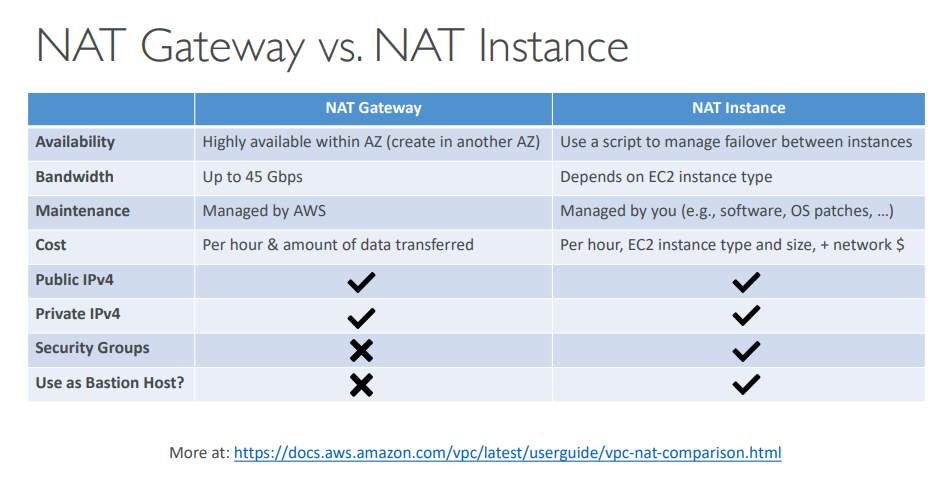 NAT Gateway vs. NAT Instance
NAT Gateway NAT Instance
Availability Highly available within AZ (create in another AZ) Use a script to manage failover between instances
Bandwidth Up to 45 Gbps Depends on EC2 instance type
Maintenance Managed by AWS Managed by you (e.g., software, OS patches, …)
Cost Per hour & amount of data transferred Per hour, EC2 instance type and size, + network $
Public IPv4 ✔ ✔
Private IPv4 ✔ ✔
Security Groups ✖ ✔
Use as Bastion Host? ✖ ✔
More at: https://docs.aws.amazon.com/vpc/latest/userguide/vpc-nat-comparison.html